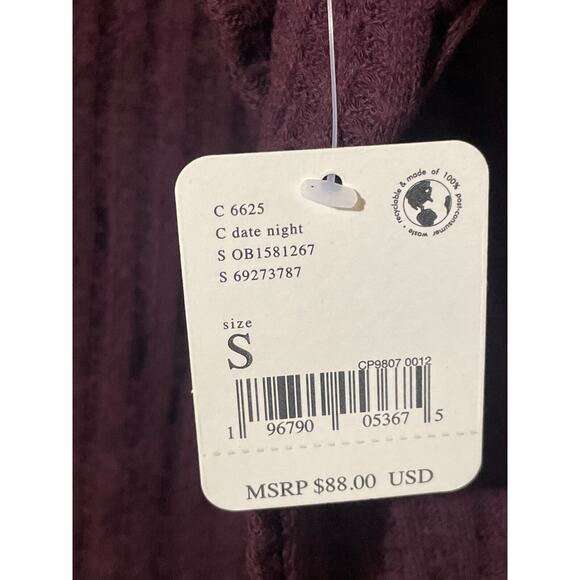 C 6625
C date night
S OB1581267
S 69273787
recyclable & made of 100% post-consumer waste •
size
S
CP9807 0012
1 96790 05367 5
MSRP $88.00 USD